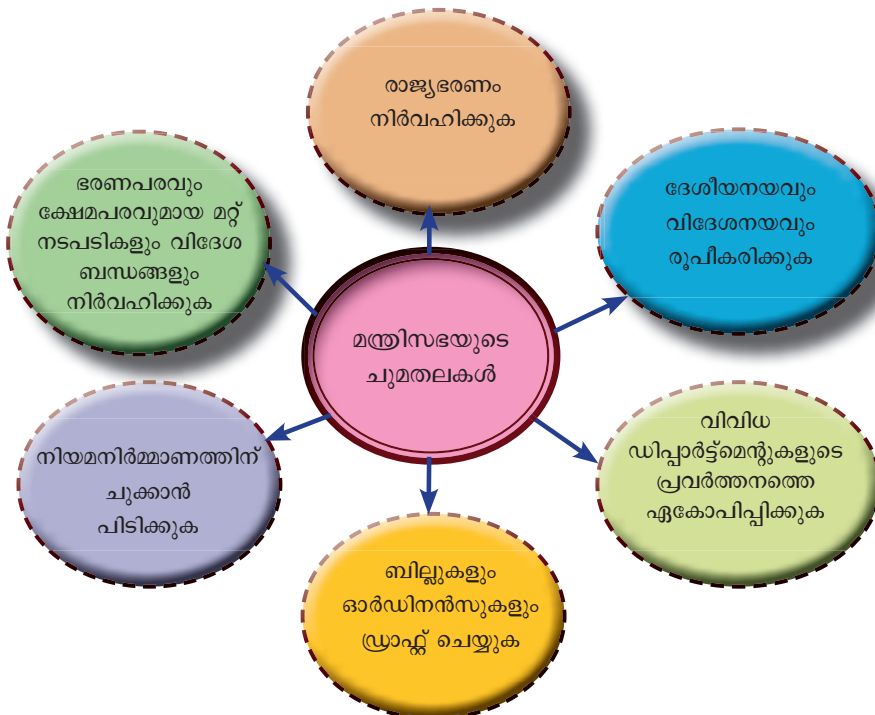 രാജ്യഭരണം
നിർവഹിക്കുക
ഭരണപരവും
ക്ഷേമപരവുമായ മറ്റ്
നടപടികളും വിദേശ
ബന്ധങ്ങളും
നിർവഹിക്കുക
ദേശീയനയവും
വിദേശനയവും
രൂപീകരിക്കുക
മന്ത്രിസഭയുടെ
ചുമതലകൾ
നിയമനിർമ്മാണത്തിന്
ചുക്കാൻ
പിടിക്കുക
വിവിധ
ഡിപ്പാർട്ട്മെന്റുകളുടെ
പ്രവർത്തനത്തെ
ഏകോപിപ്പിക്കുക
ബില്ലുകളും
ഓർഡിനൻസുകളും
ഡ്രാഫ്റ്റ് ചെയ്യുക